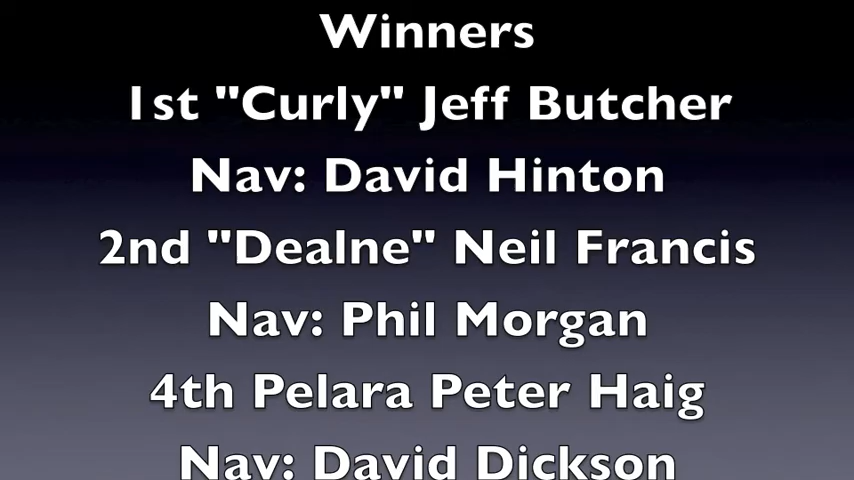 Winners
1st "Curly" Jeff Butcher
Nav: David Hinton
2nd "Dealne" Neil Francis
Nav: Phil Morgan
4th Pelara Peter Haig
Nav: David Dickson